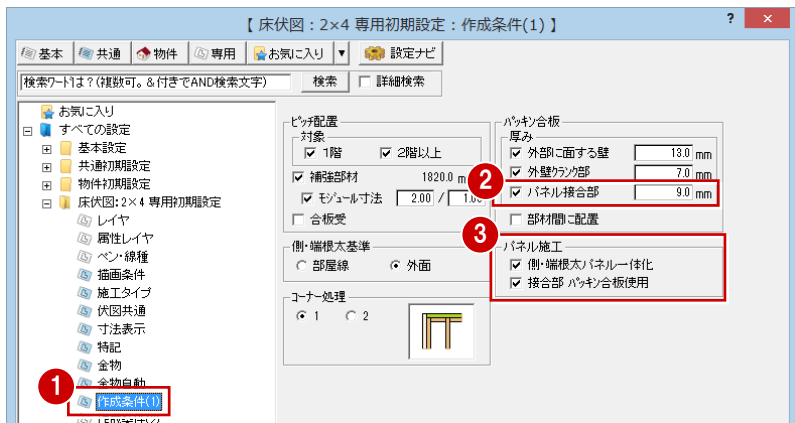 【 床伏図：2×4 専用初期設定：作成条件(1) 】
? ×
基本 共通 物件 専用 お気に入り ▼ 設定ナビ
検索ワードは？(複数可。&付きでAND検索文字) 検索 詳細検索
お気に入り
すべての設定
基本設定
共通初期設定
物件初期設定
床伏図:2×4 専用初期設定
レイヤ
属性レイヤ
ペン・線種
描画条件
施工タイプ
伏図共通
寸法表示
特記
金物
金物自動
1
作成条件(1)
ピッチ配置
対象
1階 2階以上
補強部材 1820.0
モジュール寸法 2.00 / 1.00
合板受
側・端根太基準
部屋線 外面
コーナー処理
1 2
パッキン合板
厚み
外部に面する壁 13.0 mm
外壁クランク部 7.0 mm
2
パネル接合部 9.0 mm
部材間に配置
3
パネル施工
側・端根太パネル一体化
接合部 パッキン合板使用